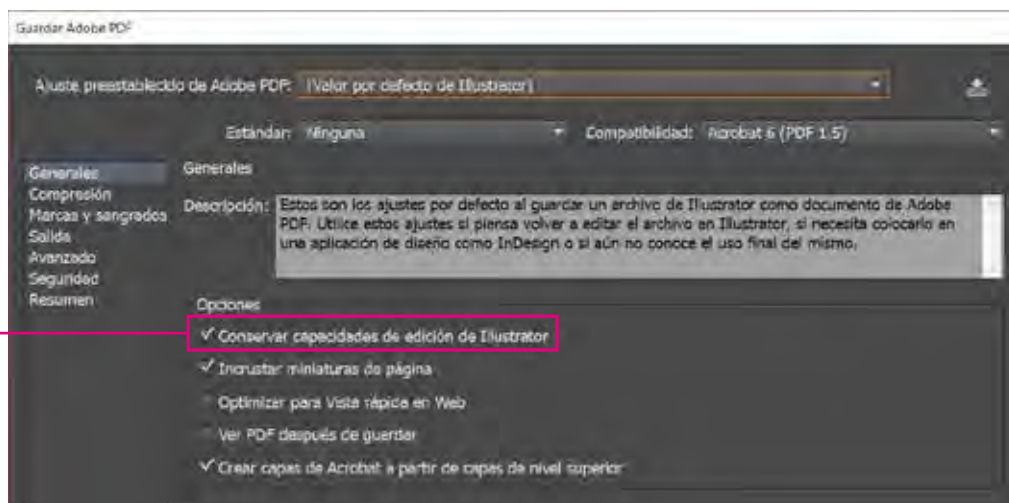 Guardar Adobe PDF
Ajuste preestablecido de Adobe PDF: [Valor por defecto de Illustrator]
Estándar: Ninguna Compatibilidad: Acrobat 6 (PDF 1.5)
Generales
Compresión
Marcas y sangrados
Salida
Avanzado
Seguridad
Resumen
Generales
Descripción: Estos son los ajustes por defecto al guardar un archivo de Illustrator como documento de Adobe
PDF. Utilice estos ajustes si piensa volver a editar el archivo en Illustrator, si necesita colocarlo en
una aplicación de diseño como InDesign o si aún no conoce el uso final del mismo.
Opciones
Conservar capacidades de edición de Illustrator
Incrustar miniaturas de página
Optimizar para Vista rápida en Web
Ver PDF después de guardar
Crear capas de Acrobat a partir de capas de nivel superior